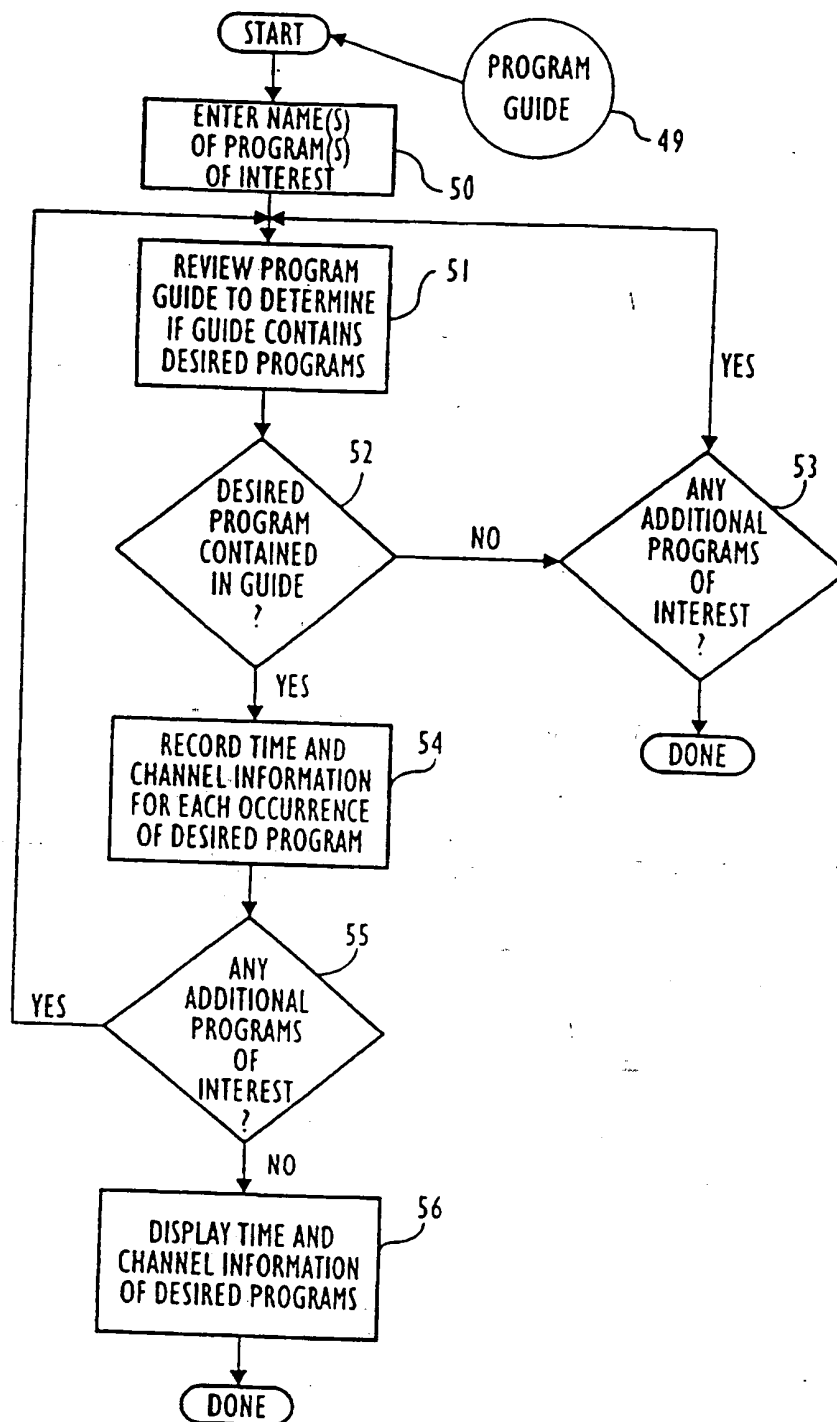 START
PROGRAM
GUIDE
49
ENTER NAME(S)
OF PROGRAM(S)
OF INTEREST
50
REVIEW PROGRAM
GUIDE TO DETERMINE
IF GUIDE CONTAINS
DESIRED PROGRAMS
51
YES
52
DESIRED
PROGRAM
CONTAINED
IN GUIDE
?
NO
53
ANY
ADDITIONAL
PROGRAMS
OF
INTEREST
?
YES
DONE
RECORD TIME AND
CHANNEL INFORMATION
FOR EACH OCCURRENCE
OF DESIRED PROGRAM
54
55
ANY
ADDITIONAL
PROGRAMS
OF
INTEREST
?
YES
NO
DISPLAY TIME AND
CHANNEL INFORMATION
OF DESIRED PROGRAMS
56
DONE